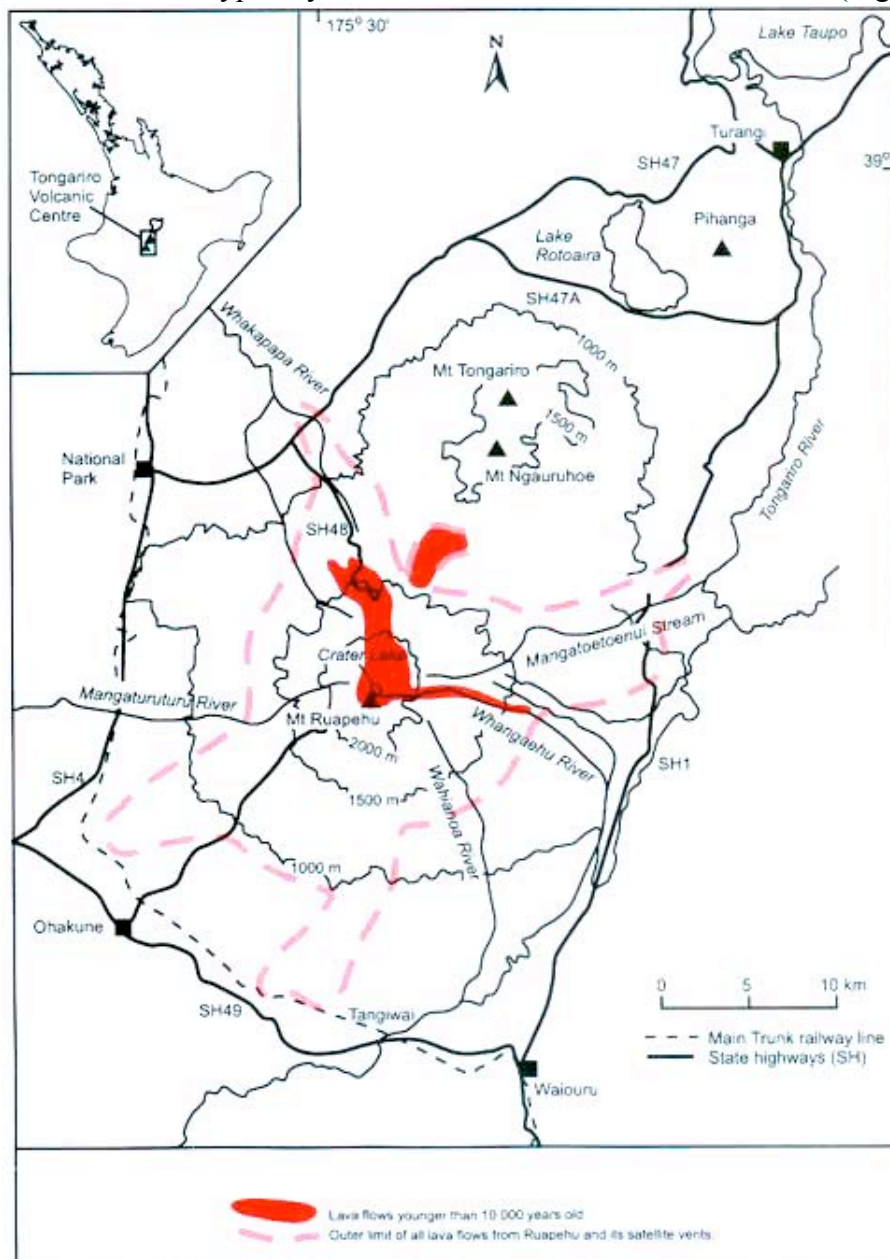 175° 30'
Lake Taupo
N
Turangi
SH47
39°
Tongariro
Volcanic
Centre
Pihanga
Lake
Rotoaira
SH47A
Whakapapa River
1000 m
Mt Tongariro
1500 m
National
Park
Mt Ngauruhoe
Tongariro River
SH48
Mangatoetoenui Stream
Crater Lake
Mangaturuturu River
Mt Ruapehu
Whangaehu River
2000 m
SH4
SH1
1500 m
Wahianoa River
1000 m
Ohakune
0 5 10 km
SH49
Tangiwai
Main Trunk railway line
State highways (SH)
Waiouru
Lava flows younger than 10 000 years old
Outer limit of all lava flows from Ruapehu and its satellite vents.